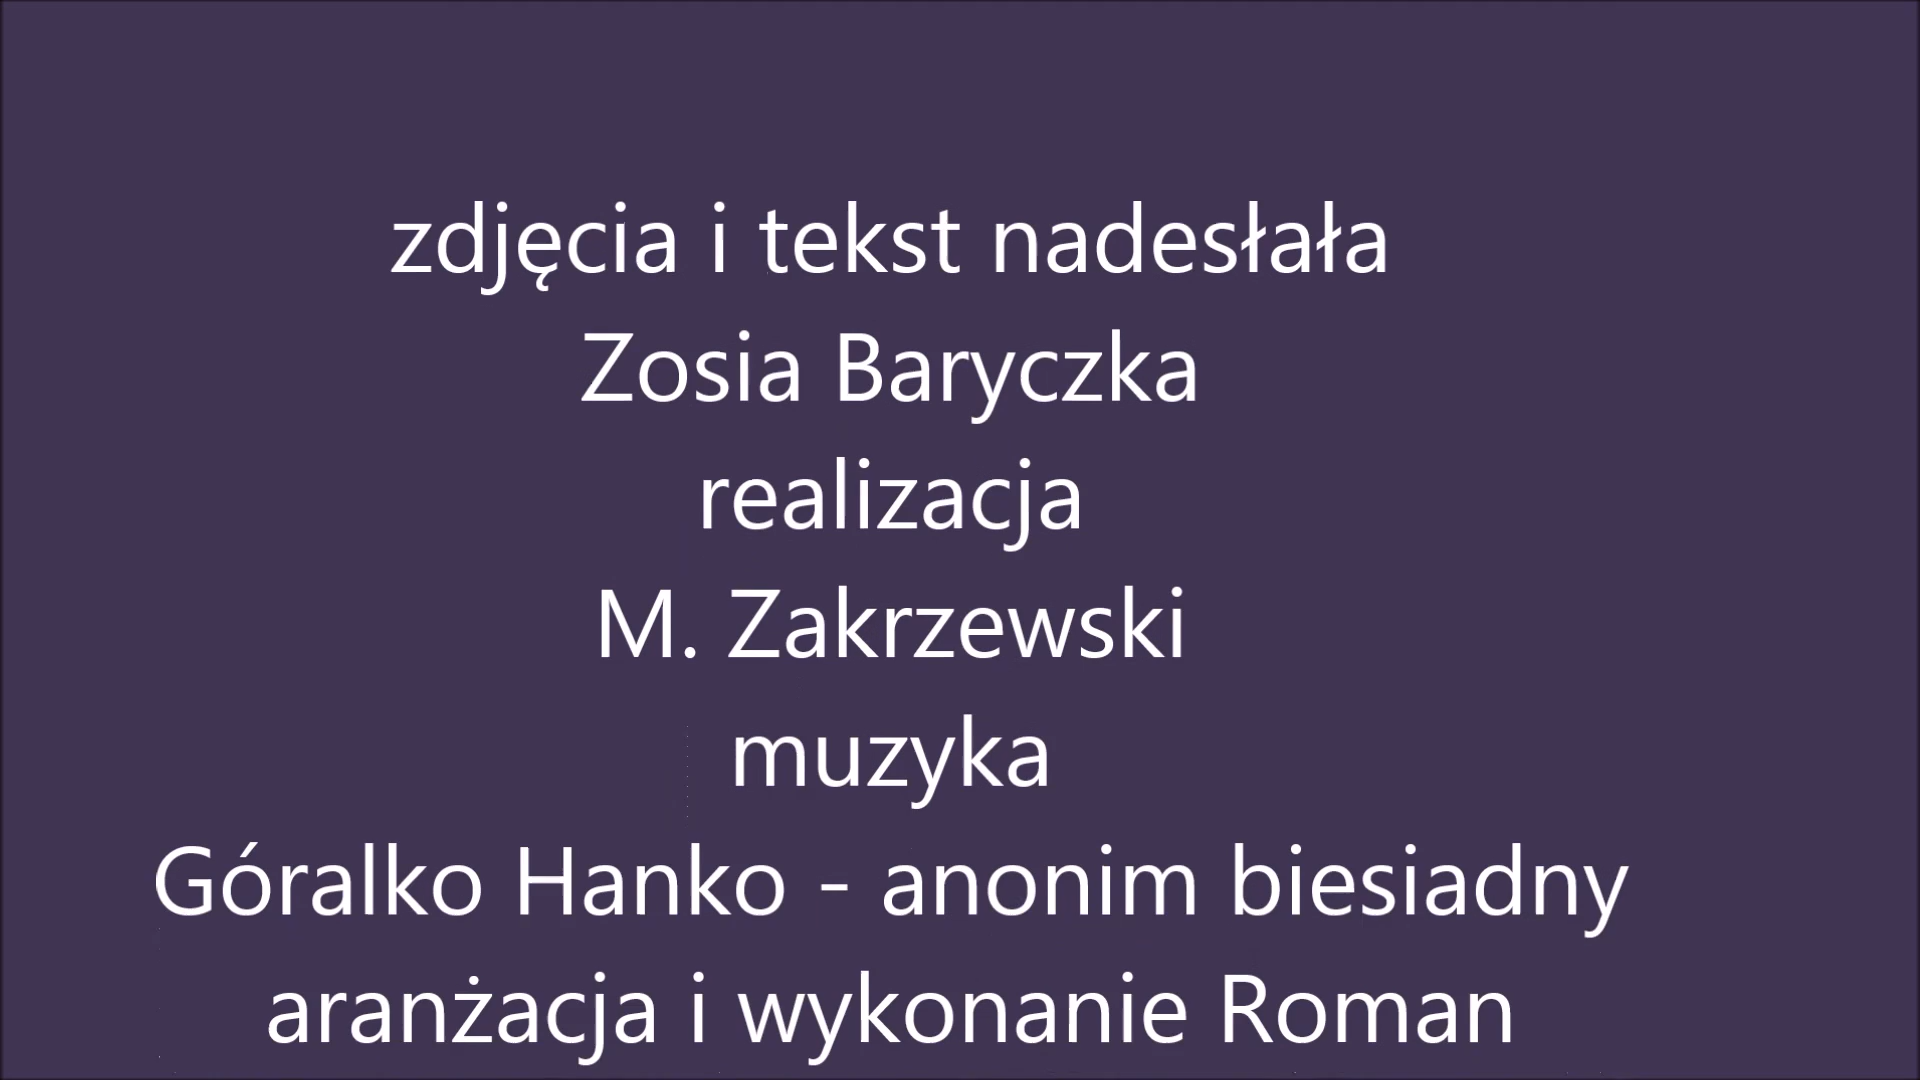 zdjęcia i tekst nadesłała
Zosia Baryczka
realizacja
M. Zakrzewski
muzyka
Góralko Hanko - anonim biesiadny
aranżacja i wykonanie Roman